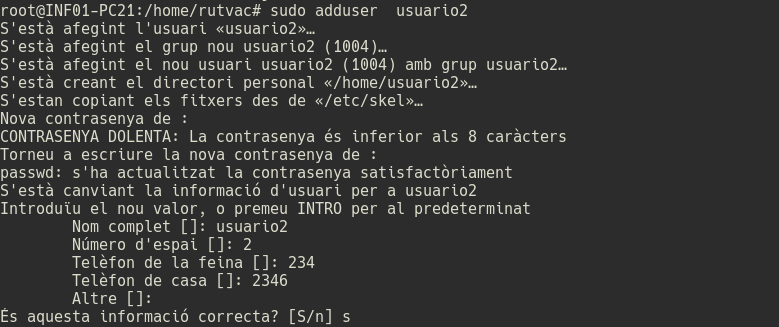 root@INF01-PC21:/home/rutvac# sudo adduser  usuario2
S'està afegint l'usuari «usuario2»…
S'està afegint el grup nou usuario2 (1004)…
S'està afegint el nou usuari usuario2 (1004) amb grup usuario2…
S'està creant el directori personal «/home/usuario2»…
S'estan copiant els fitxers des de «/etc/skel»…
Nova contrasenya de :
CONTRASENYA DOLENTA: La contrasenya és inferior als 8 caràcters
Torneu a escriure la nova contrasenya de :
passwd: s'ha actualitzat la contrasenya satisfactòriament
S'està canviant la informació d'usuari per a usuario2
Introduïu el nou valor, o premeu INTRO per al predeterminat
        Nom complet []: usuario2
        Número d'espai []: 2
        Telèfon de la feina []: 234
        Telèfon de casa []: 2346
        Altre []:
És aquesta informació correcta? [S/n] s